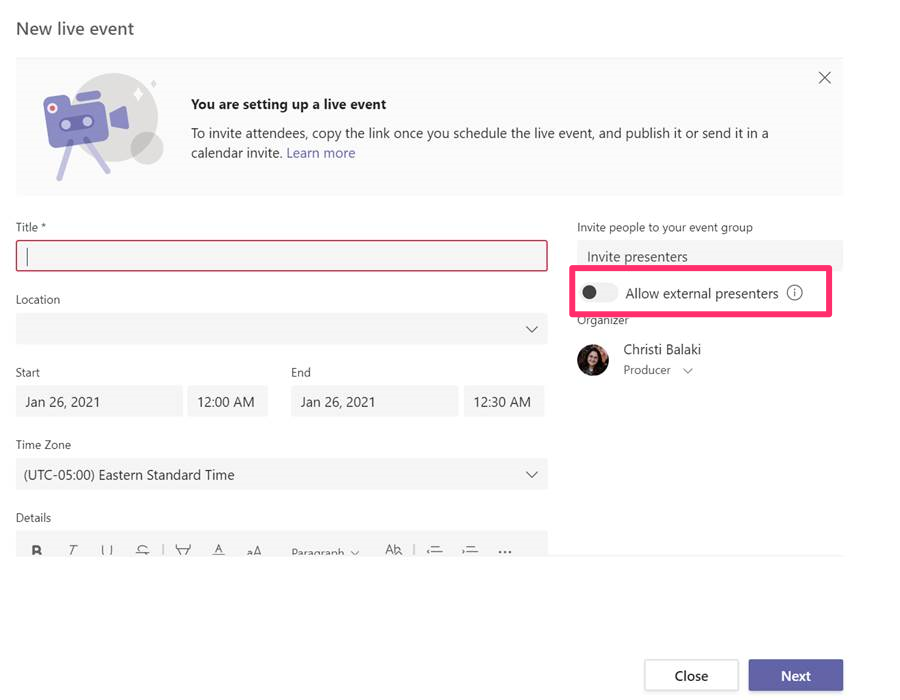 New live event
You are setting up a live event
To invite attendees, copy the link once you schedule the live event, and publish it or send it in a
calendar invite. Learn more
Title *
Location
Start
End
Jan 26, 2021
12:00 AM
Jan 26, 2021
12:30 AM
Time Zone
(UTC-05:00) Eastern Standard Time
Details
B I U S A aA Paragraph Ab ...
Invite people to your event group
Invite presenters
Allow external presenters
Organizer
Christi Balaki
Producer
Close
Next